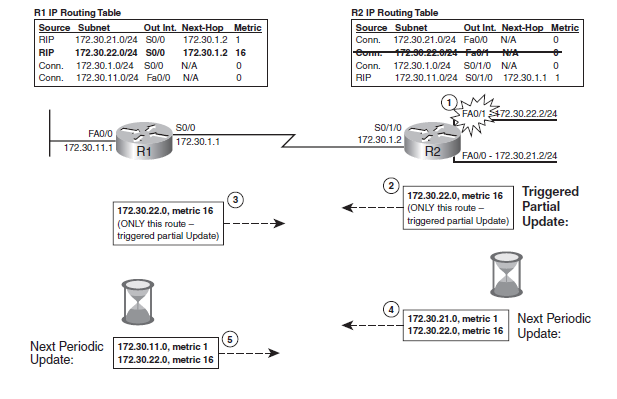 R1 IP Routing Table
Source Subnet Out Int. Next-Hop Metric
RIP 172.30.21.0/24 S0/0 172.30.1.2 1
RIP 172.30.22.0/24 S0/0 172.30.1.2 16
Conn. 172.30.1.0/24 S0/0 N/A 0
Conn. 172.30.11.0/24 Fa0/0 N/A 0
R2 IP Routing Table
Source Subnet Out Int. Next-Hop Metric
Conn. 172.30.21.0/24 Fa0/0 N/A 0
Conn. 172.30.22.0/24 Fa0/1 N/A 0
Conn. 172.30.1.0/24 S0/1/0 N/A 0
RIP 172.30.11.0/24 S0/1/0 172.30.1.1 1
1
FA0/1 172.30.22.2/24
FA0/0
172.30.11.1
R1
S0/0
172.30.1.1
S0/1/0
172.30.1.2
R2
FA0/0 - 172.30.21.2/24
2
172.30.22.0, metric 16
(ONLY this route –
triggered partial Update)
Triggered
Partial
Update:
3
172.30.22.0, metric 16
(ONLY this route –
triggered partial Update)
4
172.30.21.0, metric 1
172.30.22.0, metric 16
Next Periodic
Update:
5
Next Periodic
Update:
172.30.11.0, metric 1
172.30.22.0, metric 16